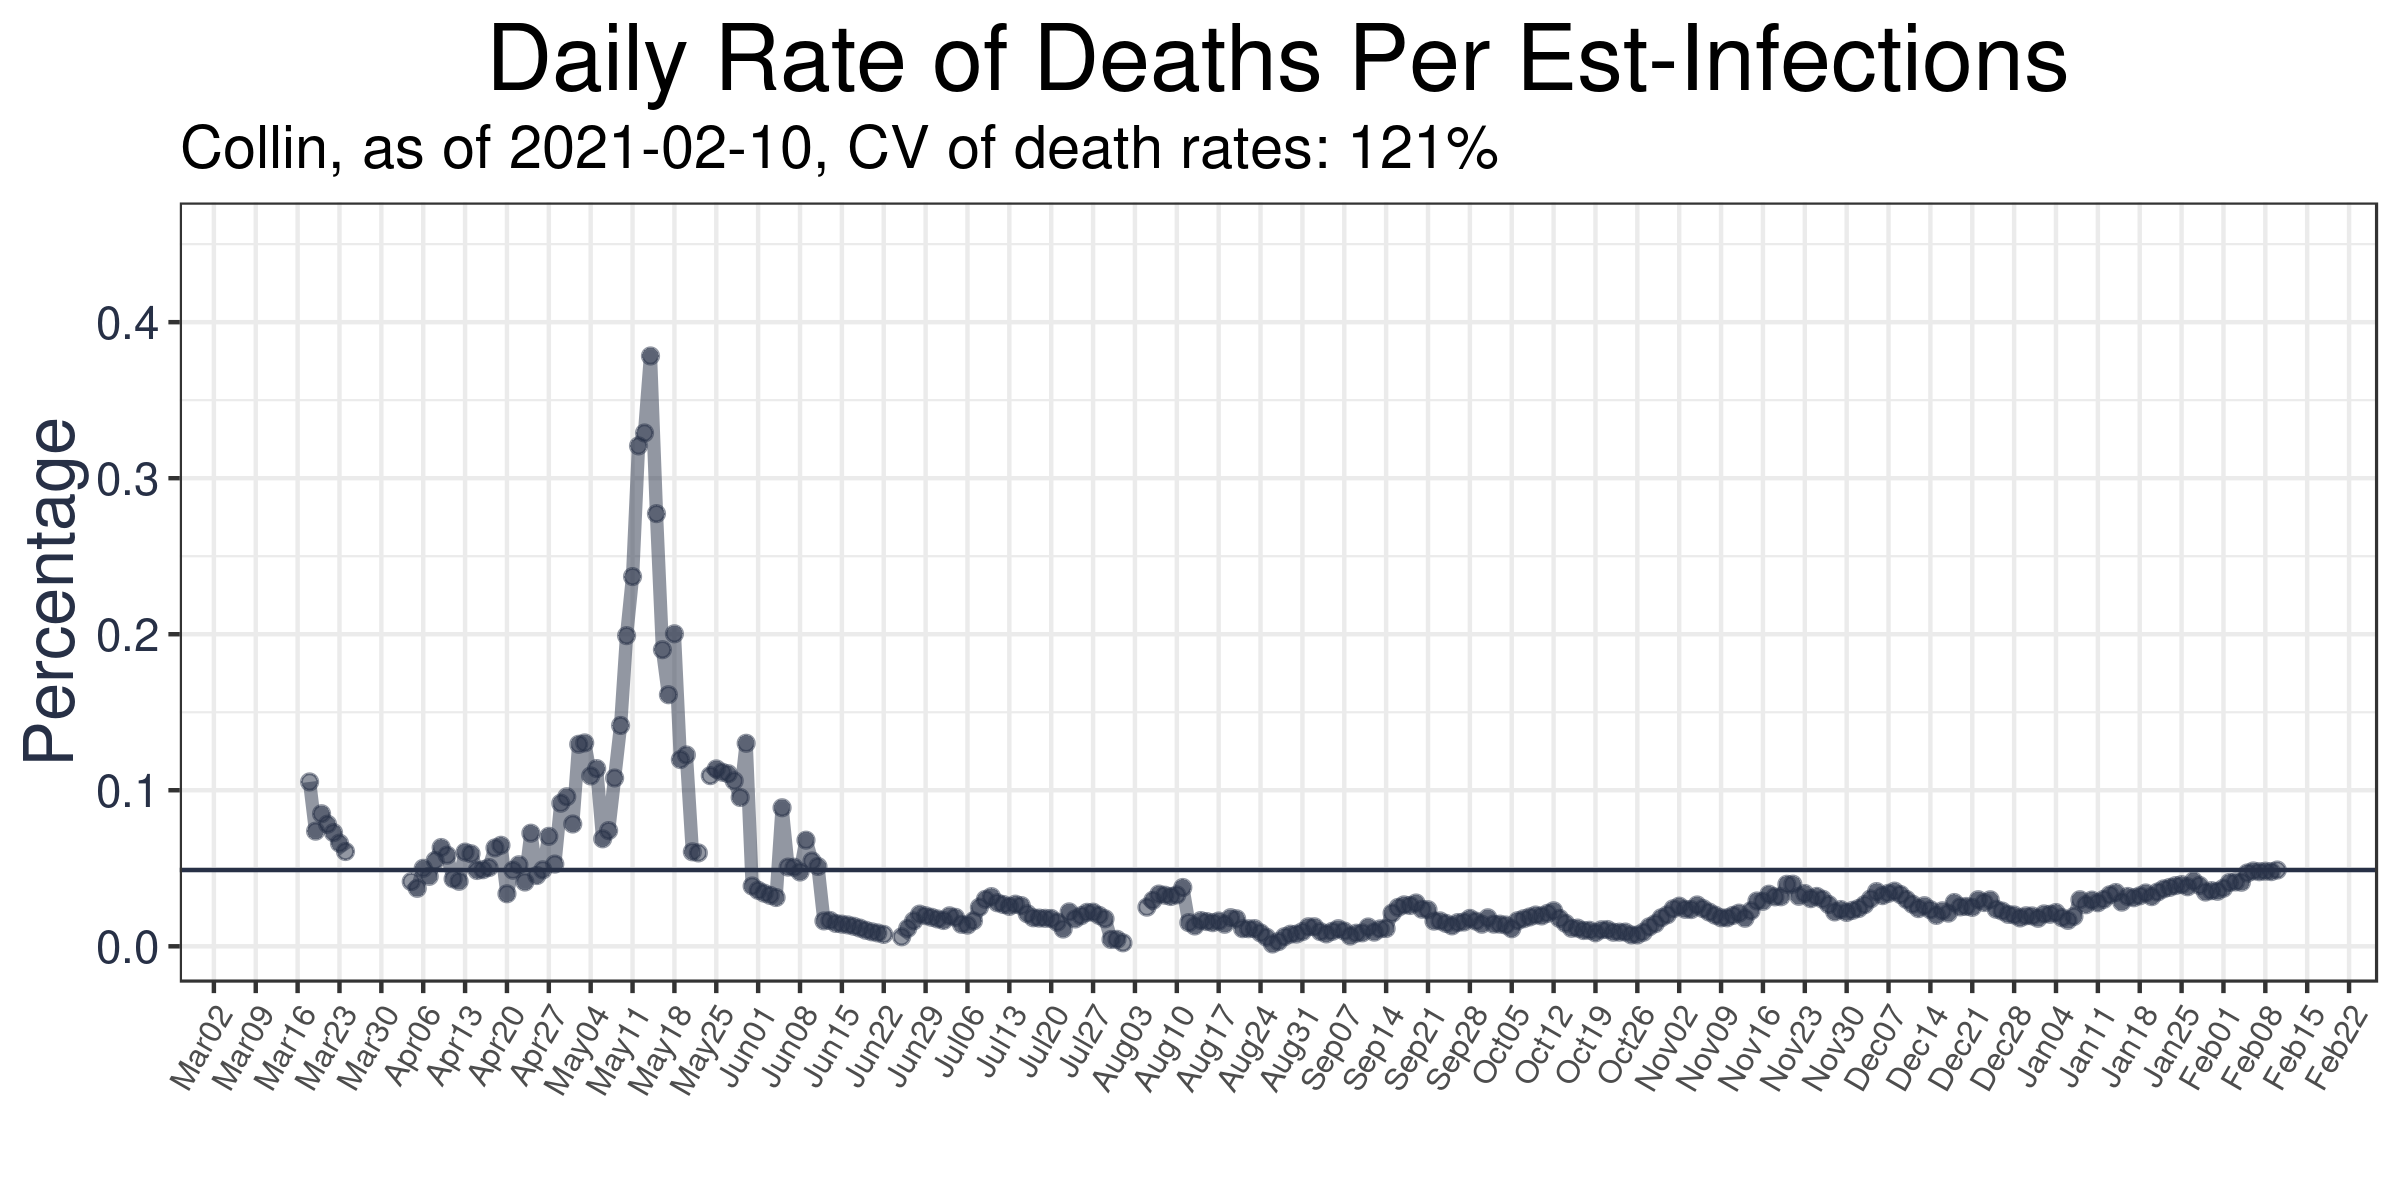 Daily Rate of Deaths Per Est-Infections
Collin, as of 2021-02-10, CV of death rates: 121%
Percentage
0.4
0.3
0.2
0.1
0.0
Mar02 Mar09 Mar16 Mar23 Mar30 Apr06 Apr13 Apr20 Apr27 May04 May11 May18 May25 Jun01 Jun08 Jun15 Jun22 Jun29 Jul06 Jul13 Jul20 Jul27 Aug03 Aug10 Aug17 Aug24 Aug31 Sep07 Sep14 Sep21 Sep28 Oct05 Oct12 Oct19 Oct26 Nov02 Nov09 Nov16 Nov23 Nov30 Dec07 Dec14 Dec21 Dec28 Jan04 Jan11 Jan18 Jan25 Feb01 Feb08 Feb15 Feb22